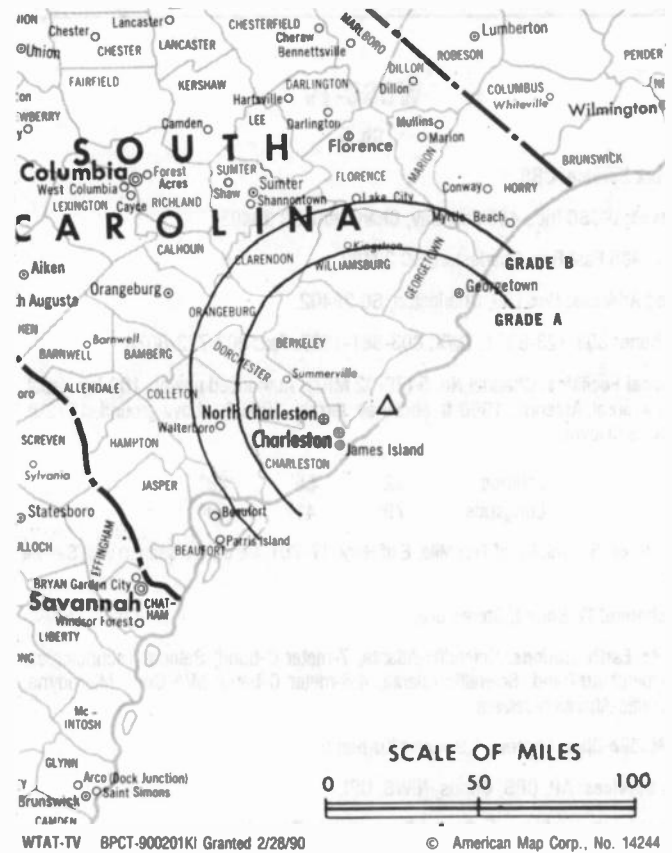 Lancaster
CHESTERFIELD
MARLBORO
Lumberton
Chester
Cheraw
Union
CHESTER
LANCASTER
Bennettsville
ROBESON
PENDER
DILLON
FAIRFIELD
KERSHAW
DARLINGTON
Dillon
COLUMBUS
Hartsville
Whiteville
Wilmington
LEE
WBERRY
Camden
Darlington
Mullins
Marion
SOUTH
Florence
MARION
BRUNSWICK
Columbia
Forest
Acres
SUMTER
FLORENCE
West Columbia
Sumter
Conway
HORRY
Shaw
LEXINGTON
Cayce
RICHLAND
Shannontown
Lake City
CAROLINA
Myrtle Beach
CALHOUN
Kingstree
CLARENDON
WILLIAMSBURG
GRADE B
Aiken
GEORGETOWN
h Augusta
Orangeburg
Georgetown
ORANGEBURG
GRADE A
Barnwell
BERKELEY
BARNWELL
BAMBERG
DORCHESTER
Summerville
ALLENDALE
COLLETON
North Charleston
SCREVEN
Walterboro
HAMPTON
Charleston
James Island
CHARLESTON
Sylvania
JASPER
Statesboro
Beaufort
LLOCH
EFFINGHAM
Parris Island
BEAUFORT
BRYAN
Garden City
Savannah
CHAT-
HAM
Windsor Forest
LIBERTY
Mc-
INTOSH
SCALE OF MILES
GLYNN
Arco (Dock Junction)
0 50 100
Brunswick
Saint Simons
CAMDEN
WTAT-TV BPCT-900201KI Granted 2/28/90 © American Map Corp., No. 14244